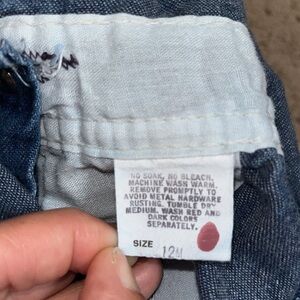 NO SOAK, NO BLEACH,
MACHINE WASH WARM.
REMOVE PROMPTLY TO
AVOID METAL HARDWARE
RUSTING. TUMBLE DRY
MEDIUM. WASH RED AND
DARK COLORS
SEPARATELY.
SIZE